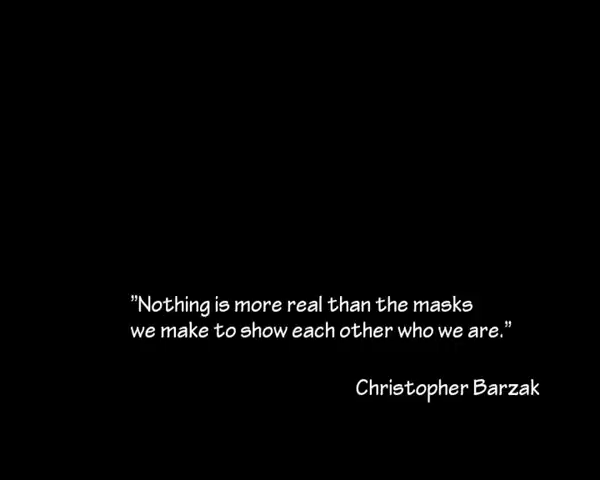 "Nothing is more real than the masks
we make to show each other who we are."
Christopher Barzak